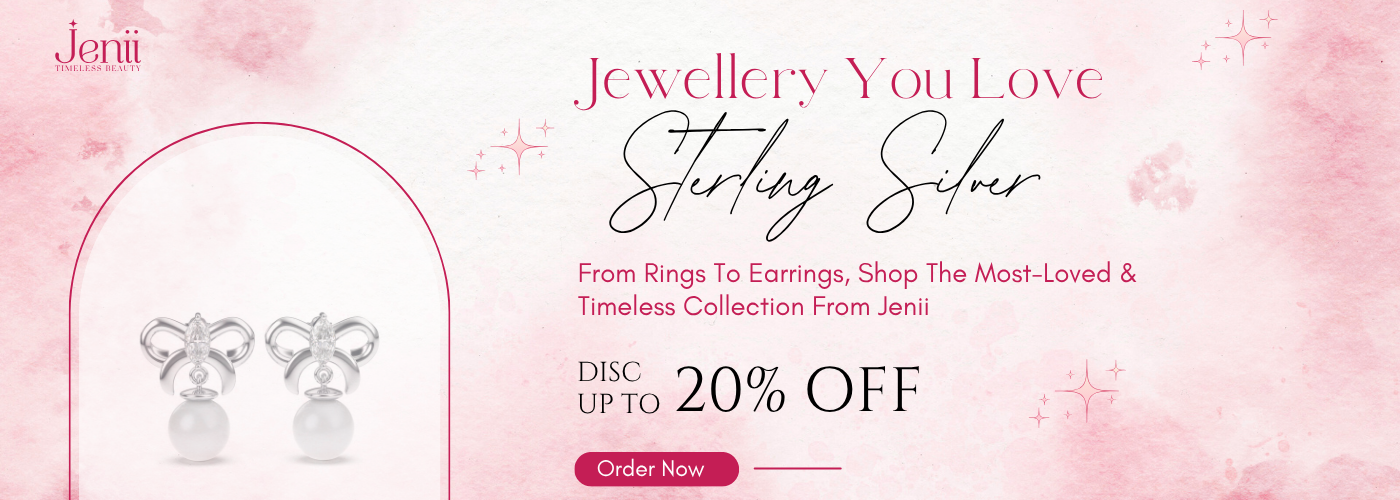 Jenii
TIMELESS BEAUTY
Jewellery You Love
Sterling Silver
From Rings To Earrings, Shop The Most-Loved &
Timeless Collection From Jenii
DISC
UP TO
20% OFF
Order Now